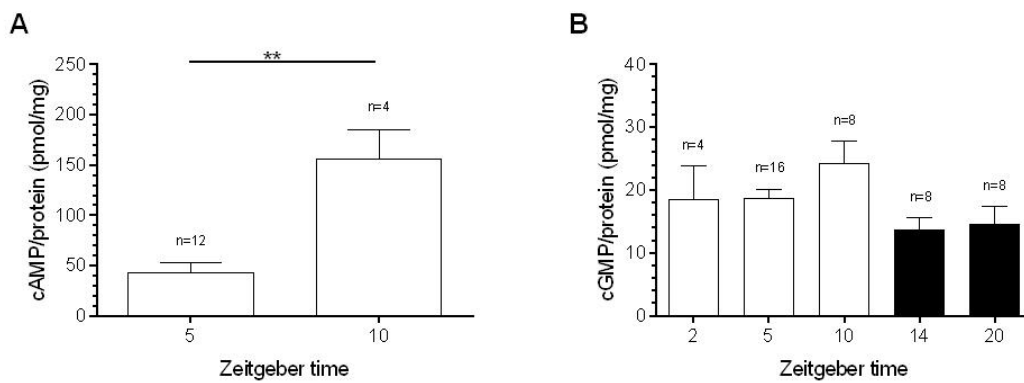 A
cAMP/protein (pmol/mg)
250
200
150
100
50
0
**
n=12
n=4
5
10
Zeitgeber time
B
cGMP/protein (pmol/mg)
40
30
20
10
0
n=4
n=16
n=8
n=8
n=8
2
5
10
14
20
Zeitgeber time